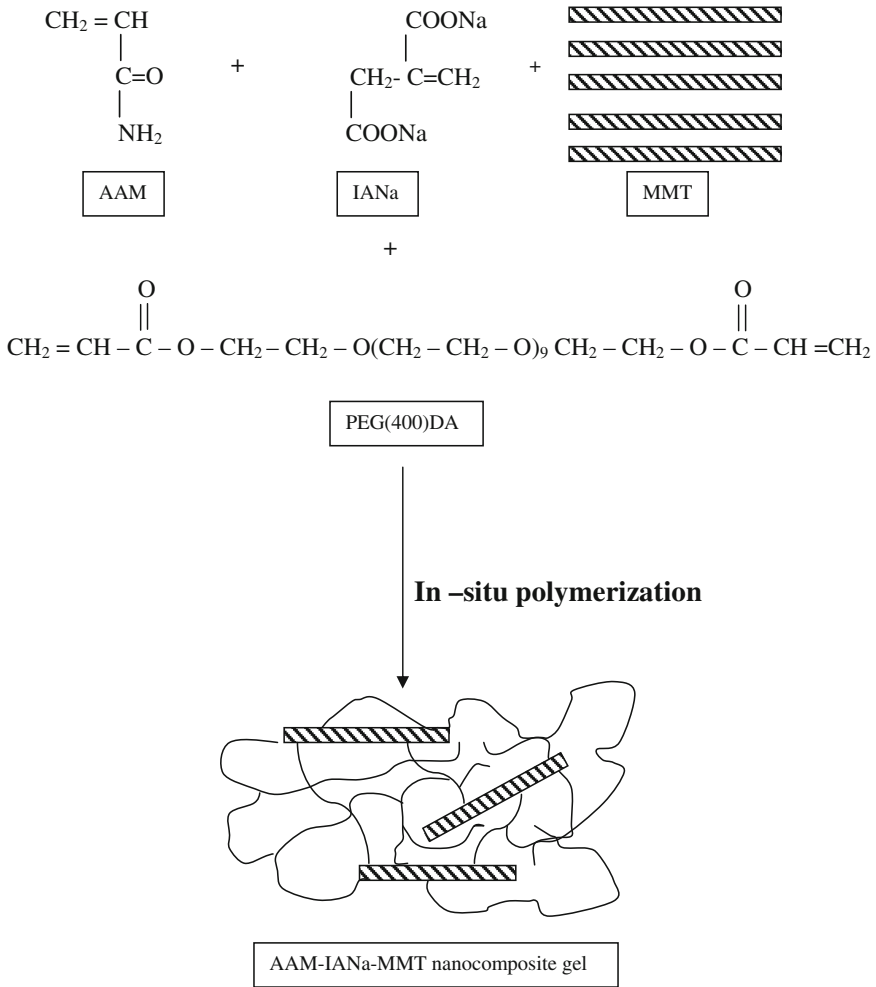 CH₂ = CH
COONa
C=O
+
CH₂- C=CH₂
+
NH₂
COONa
AAM
IANa
MMT
+
O
O
CH₂ = CH – C – O – CH₂ – CH₂ – O(CH₂ – CH₂ – O)₉ CH₂ – CH₂ – O – C – CH =CH₂
PEG(400)DA
In –situ polymerization
AAM-IANa-MMT nanocomposite gel